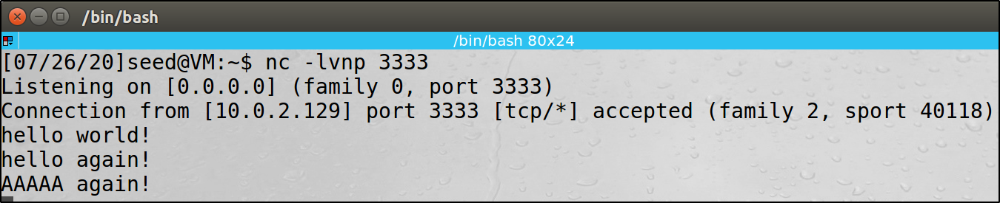 /bin/bash
/bin/bash 80x24
[07/26/20]seed@VM:~$ nc -lvnp 3333
Listening on [0.0.0.0] (family 0, port 3333)
Connection from [10.0.2.129] port 3333 [tcp/*] accepted (family 2, sport 40118)
hello world!
hello again!
AAAAA again!